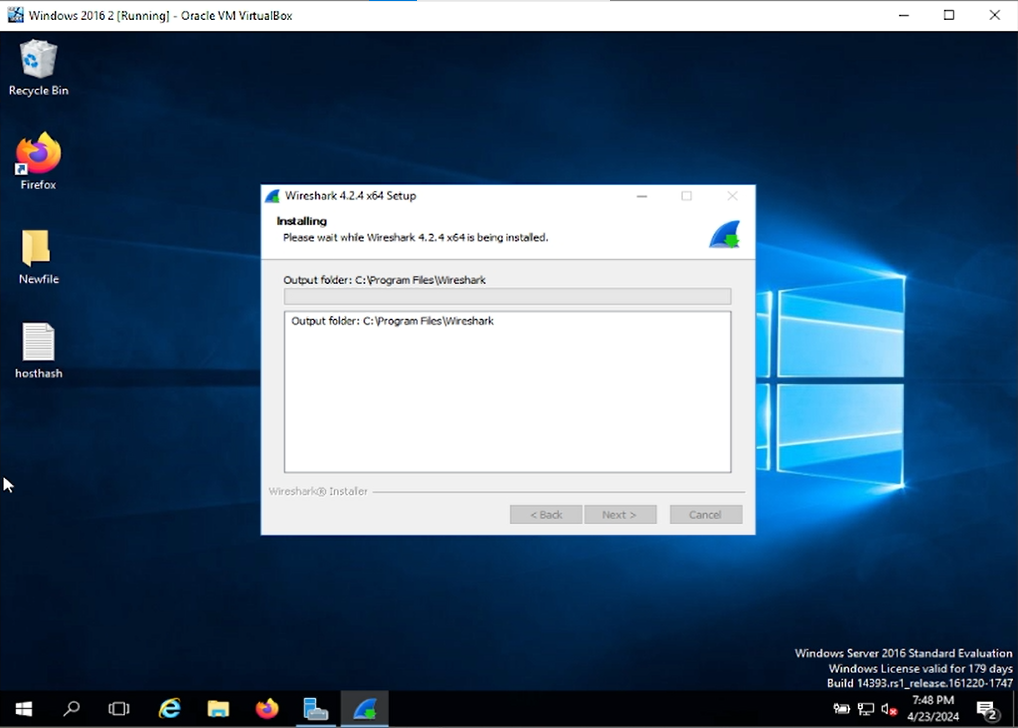 Windows 2016 2 [Running] - Oracle VM VirtualBox
Recycle Bin
Firefox
Newfile
hosthash
Wireshark 4.2.4 x64 Setup
Installing
Please wait while Wireshark 4.2.4 x64 is being installed.
Output folder: C:\Program Files\Wireshark
Output folder: C:\Program Files\Wireshark
Wireshark® Installer
< Back
Next >
Cancel
Windows Server 2016 Standard Evaluation
Windows License valid for 179 days
Build 14393.rs1_release.161220-1747
7:48 PM
4/23/2024
2